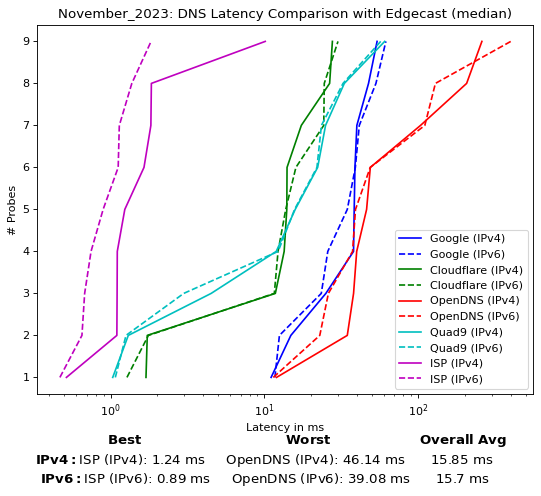 November_2023: DNS Latency Comparison with Edgecast (median)
# Probes
9
8
7
6
5
4
3
2
1
Google (IPv4)
Google (IPv6)
Cloudflare (IPv4)
Cloudflare (IPv6)
OpenDNS (IPv4)
OpenDNS (IPv6)
Quad9 (IPv4)
Quad9 (IPv6)
ISP (IPv4)
ISP (IPv6)
10⁰ 10¹ 10²
Latency in ms
Best Worst Overall Avg
IPv4: ISP (IPv4): 1.24 ms OpenDNS (IPv4): 46.14 ms 15.85 ms
IPv6: ISP (IPv6): 0.89 ms OpenDNS (IPv6): 39.08 ms 15.7 ms